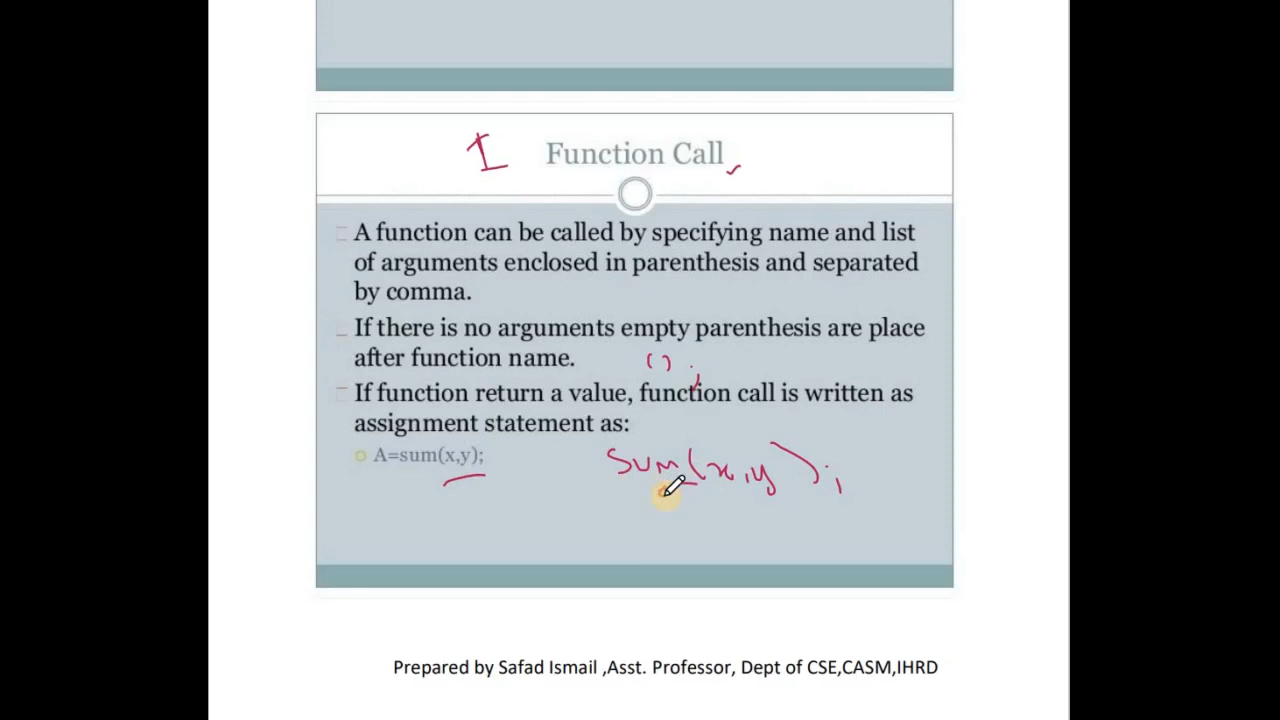 I Function Call
A function can be called by specifying name and list
of arguments enclosed in parenthesis and separated
by comma.
If there is no arguments empty parenthesis are place
after function name.
( ) ;
If function return a value, function call is written as
assignment statement as:
A=sum(x,y);
sum(x,y);
Prepared by Safad Ismail ,Asst. Professor, Dept of CSE,CASM,IHRD